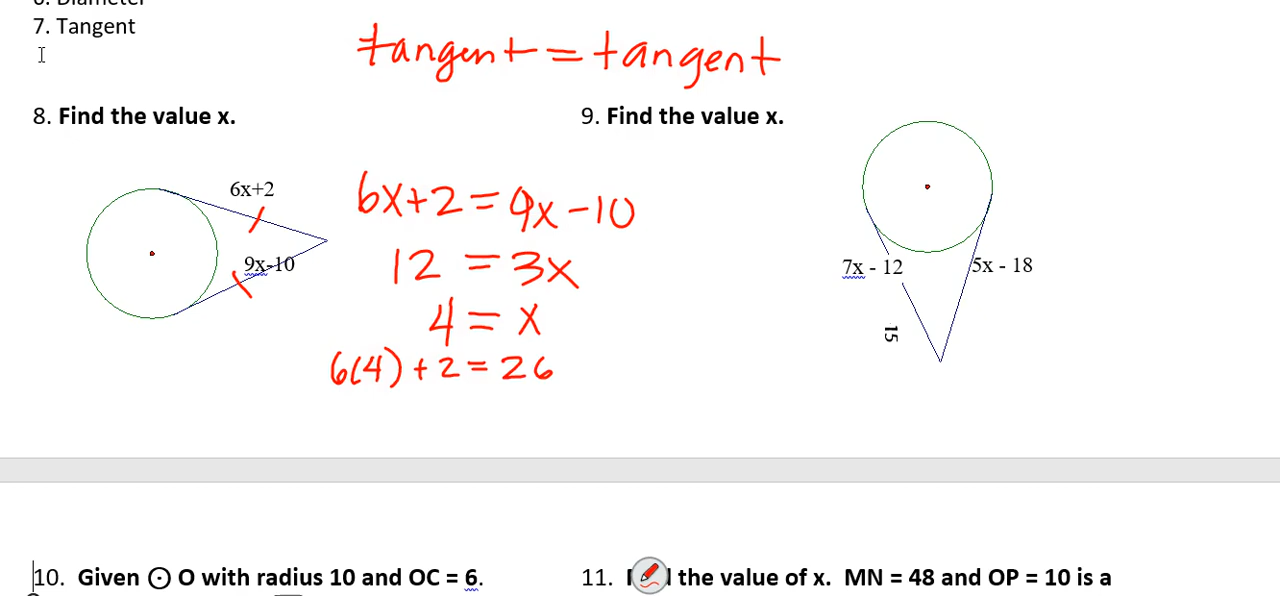 6. Diameter
7. Tangent
tangent = tangent
8. Find the value x.
9. Find the value x.
6x+2
9x-10
6x+2 = 9x-10
12 = 3x
4 = x
6(4)+2=26
7x - 12
5x - 18
15
10. Given ⊙ O with radius 10 and OC = 6.
11. the value of x. MN = 48 and OP = 10 is a